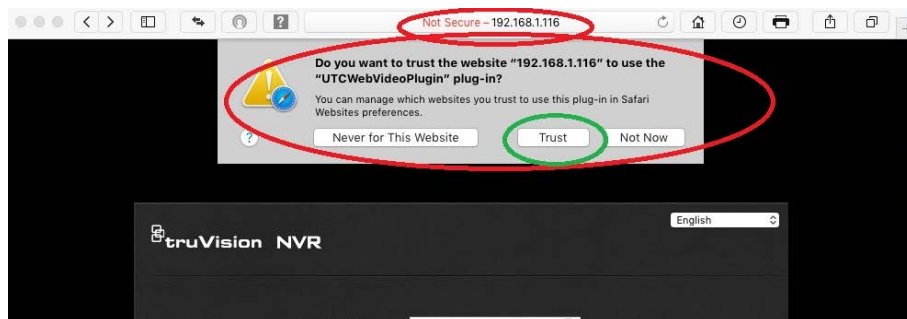 Not Secure – 192.168.1.116
Do you want to trust the website "192.168.1.116" to use the
"UTCWebVideoPlugin" plug-in?
You can manage which websites you trust to use this plug-in in Safari
Websites preferences.
? Never for This Website Trust Not Now
English
truVision NVR